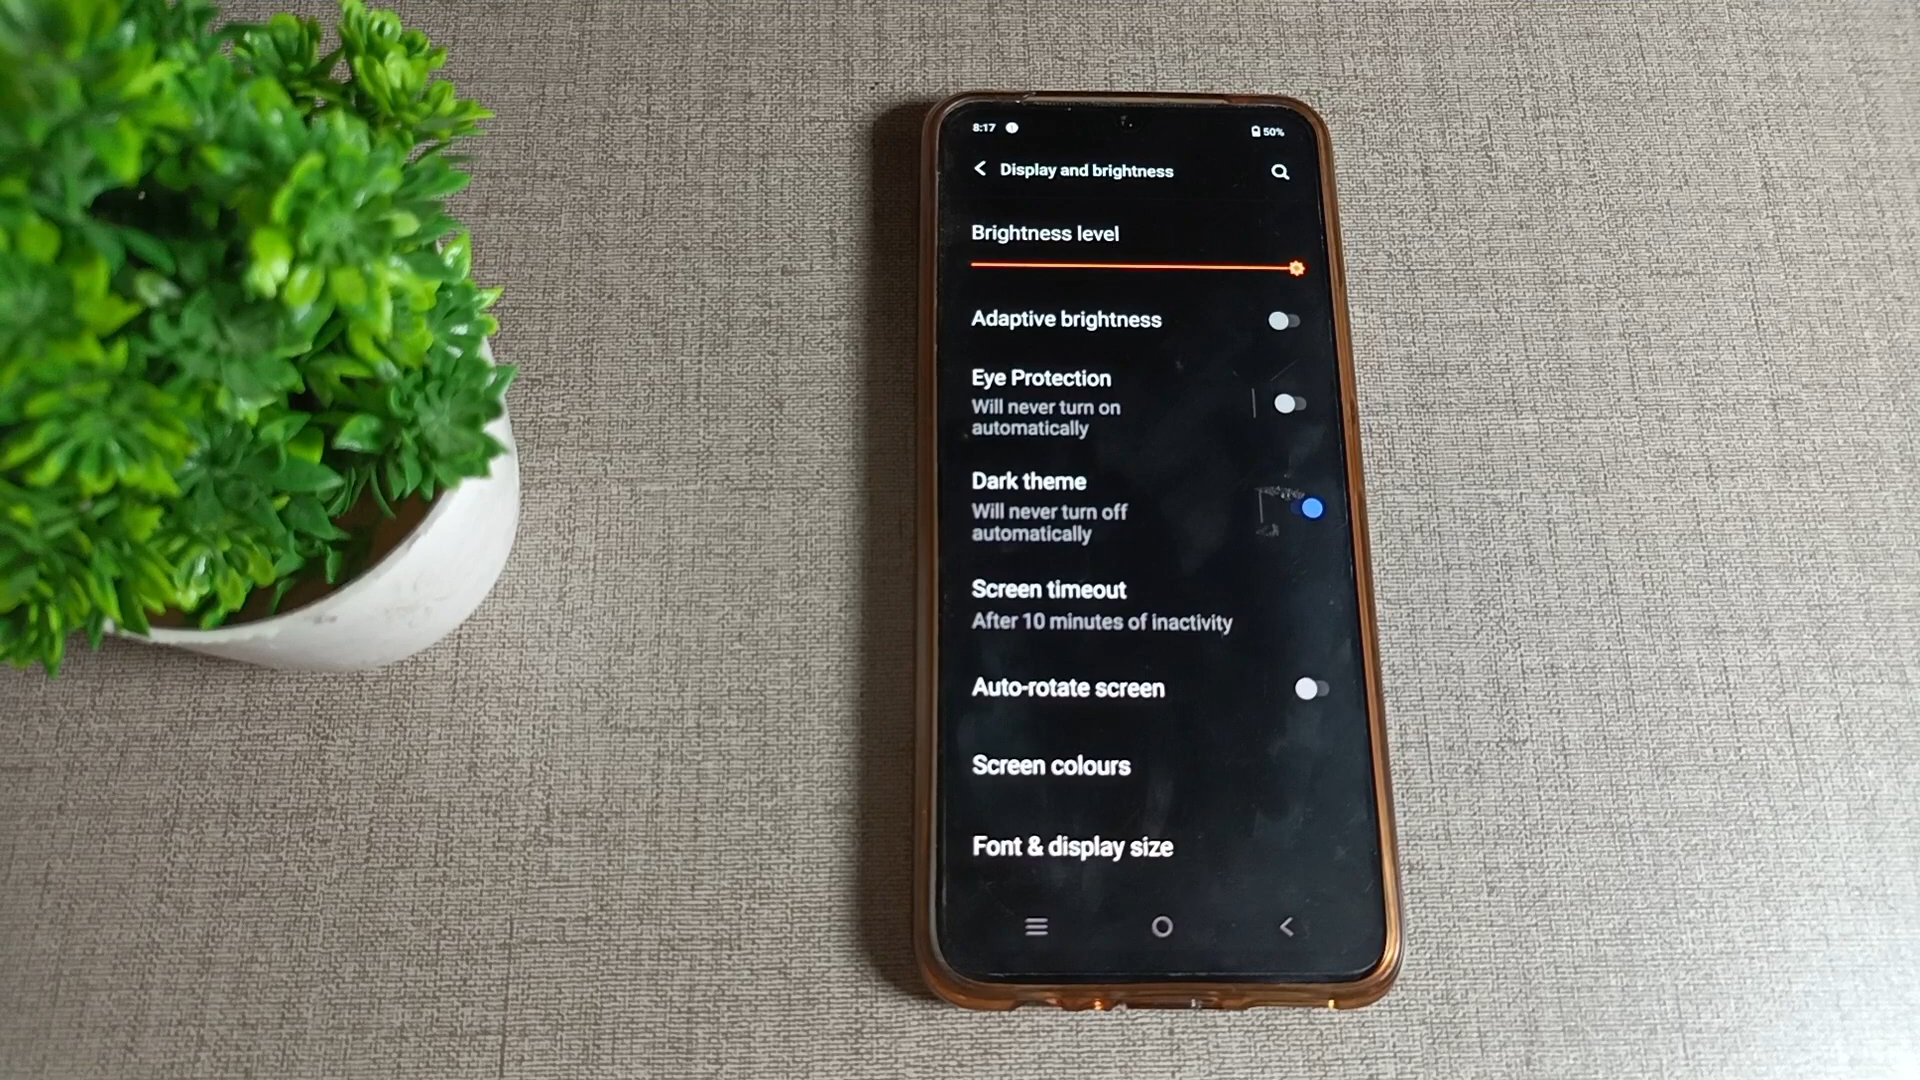 8:17
50%
Display and brightness
Brightness level
Adaptive brightness
Eye Protection
Will never turn on
automatically
Dark theme
Will never turn off
automatically
Screen timeout
After 10 minutes of inactivity
Auto-rotate screen
Screen colours
Font & display size